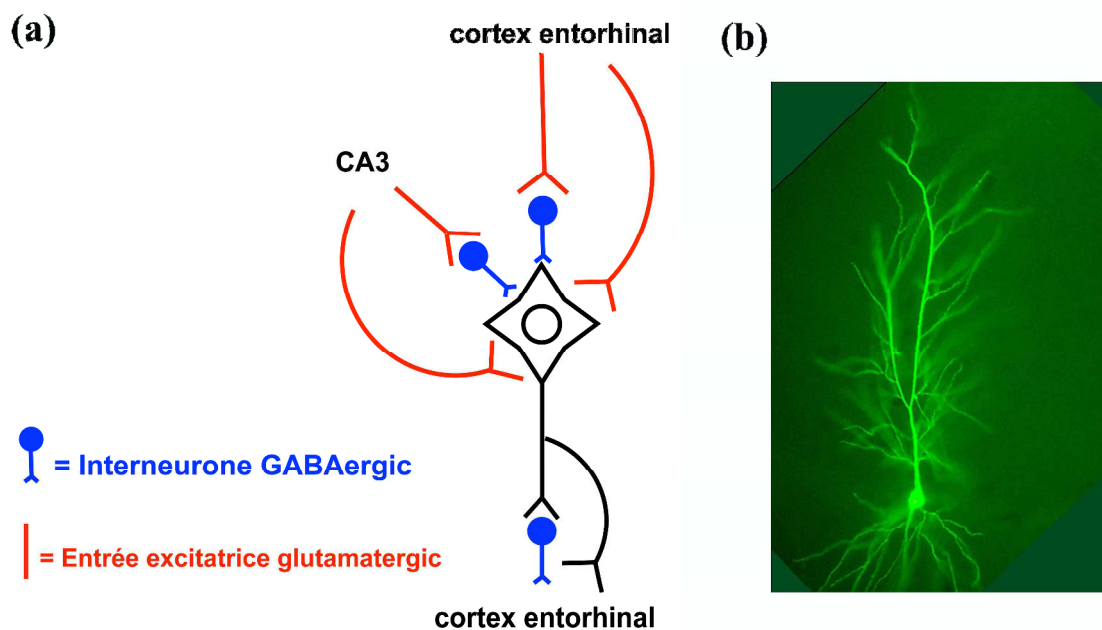 (a)
cortex entorhinal
(b)
CA3
= Interneurone GABAergic
= Entrée excitatrice glutamatergic
cortex entorhinal